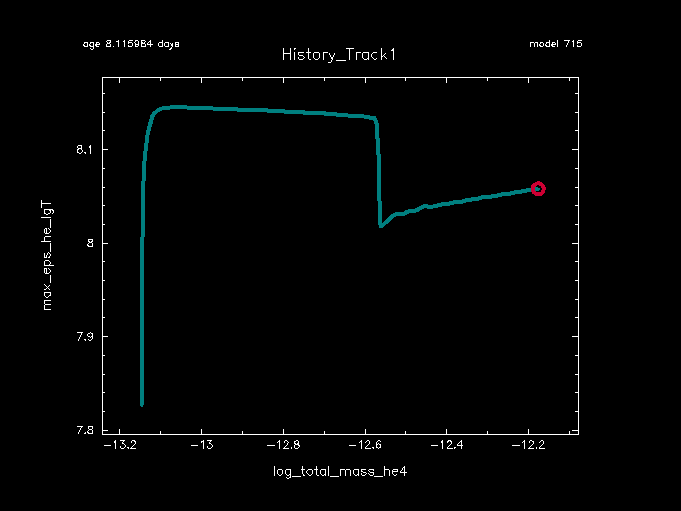 age 8.115984 days
model 715
History_Track1
8.1
8
7.9
7.8
max_eps_he_lgT
-13.2
-13
-12.8
-12.6
-12.4
-12.2
log_total_mass_he4